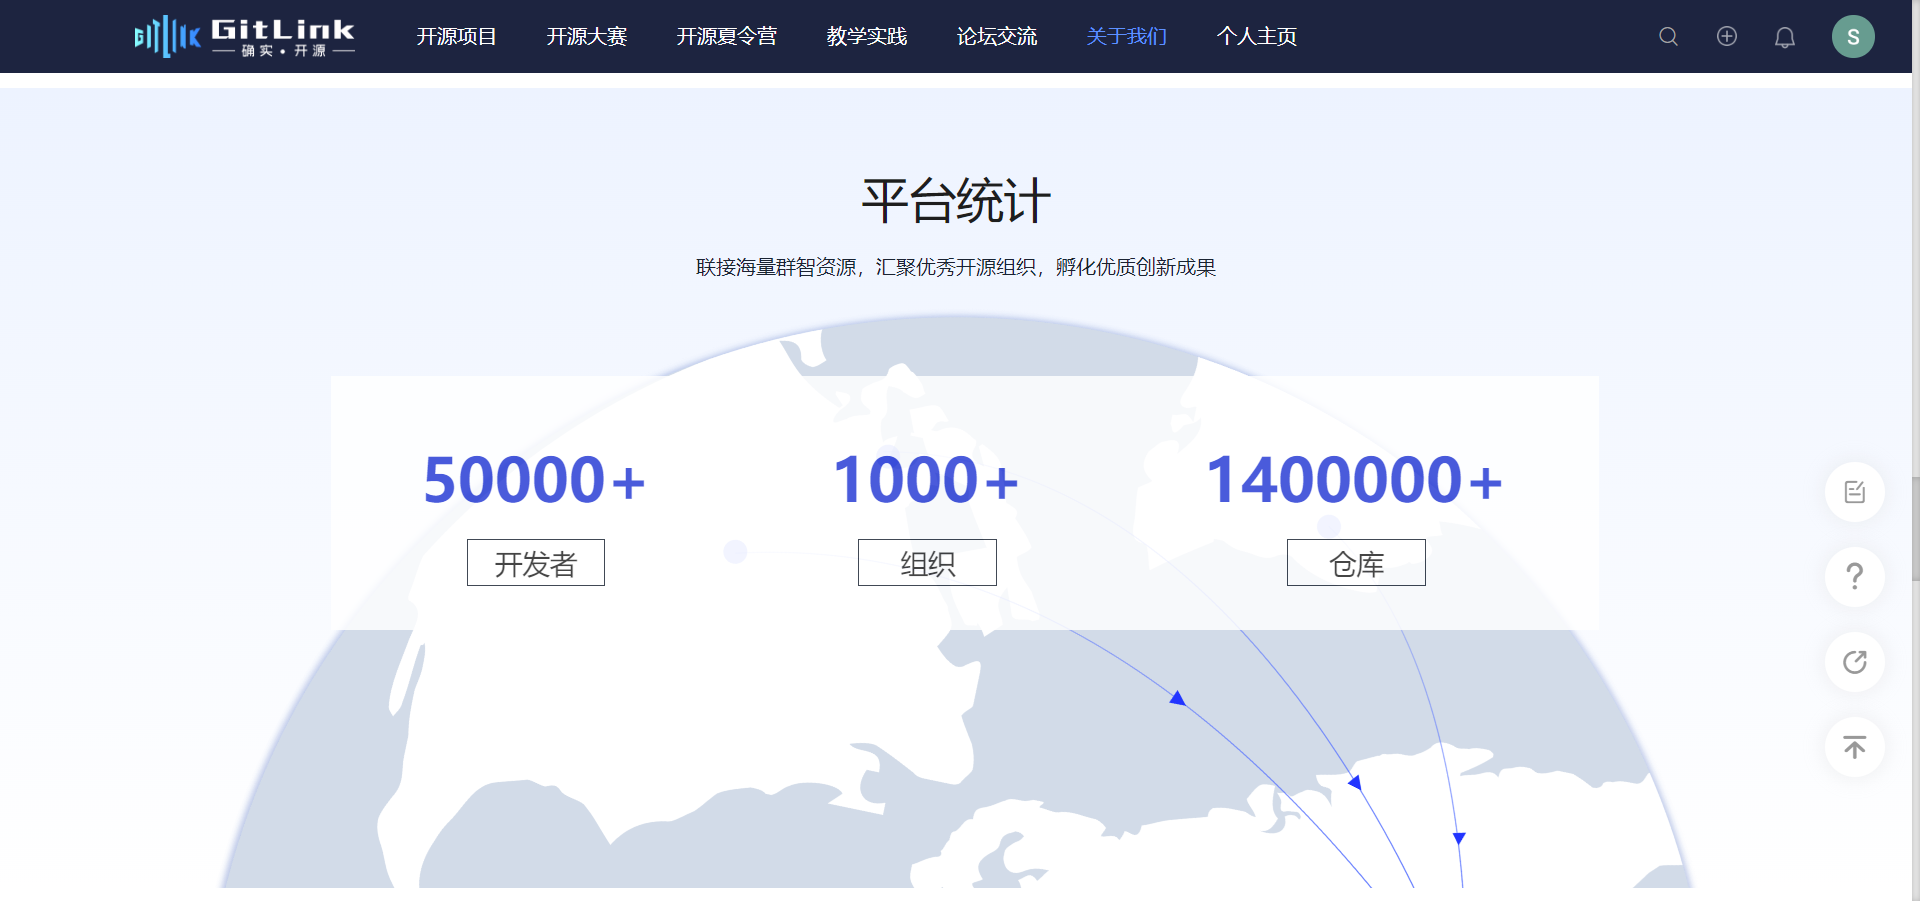 GitLink
确实·开源
开源项目 开源大赛 开源夏令营 教学实践 论坛交流 关于我们 个人主页 S
平台统计
联接海量群智资源，汇聚优秀开源组织，孵化优质创新成果
50000+ 1000+ 1400000+
开发者 组织 仓库